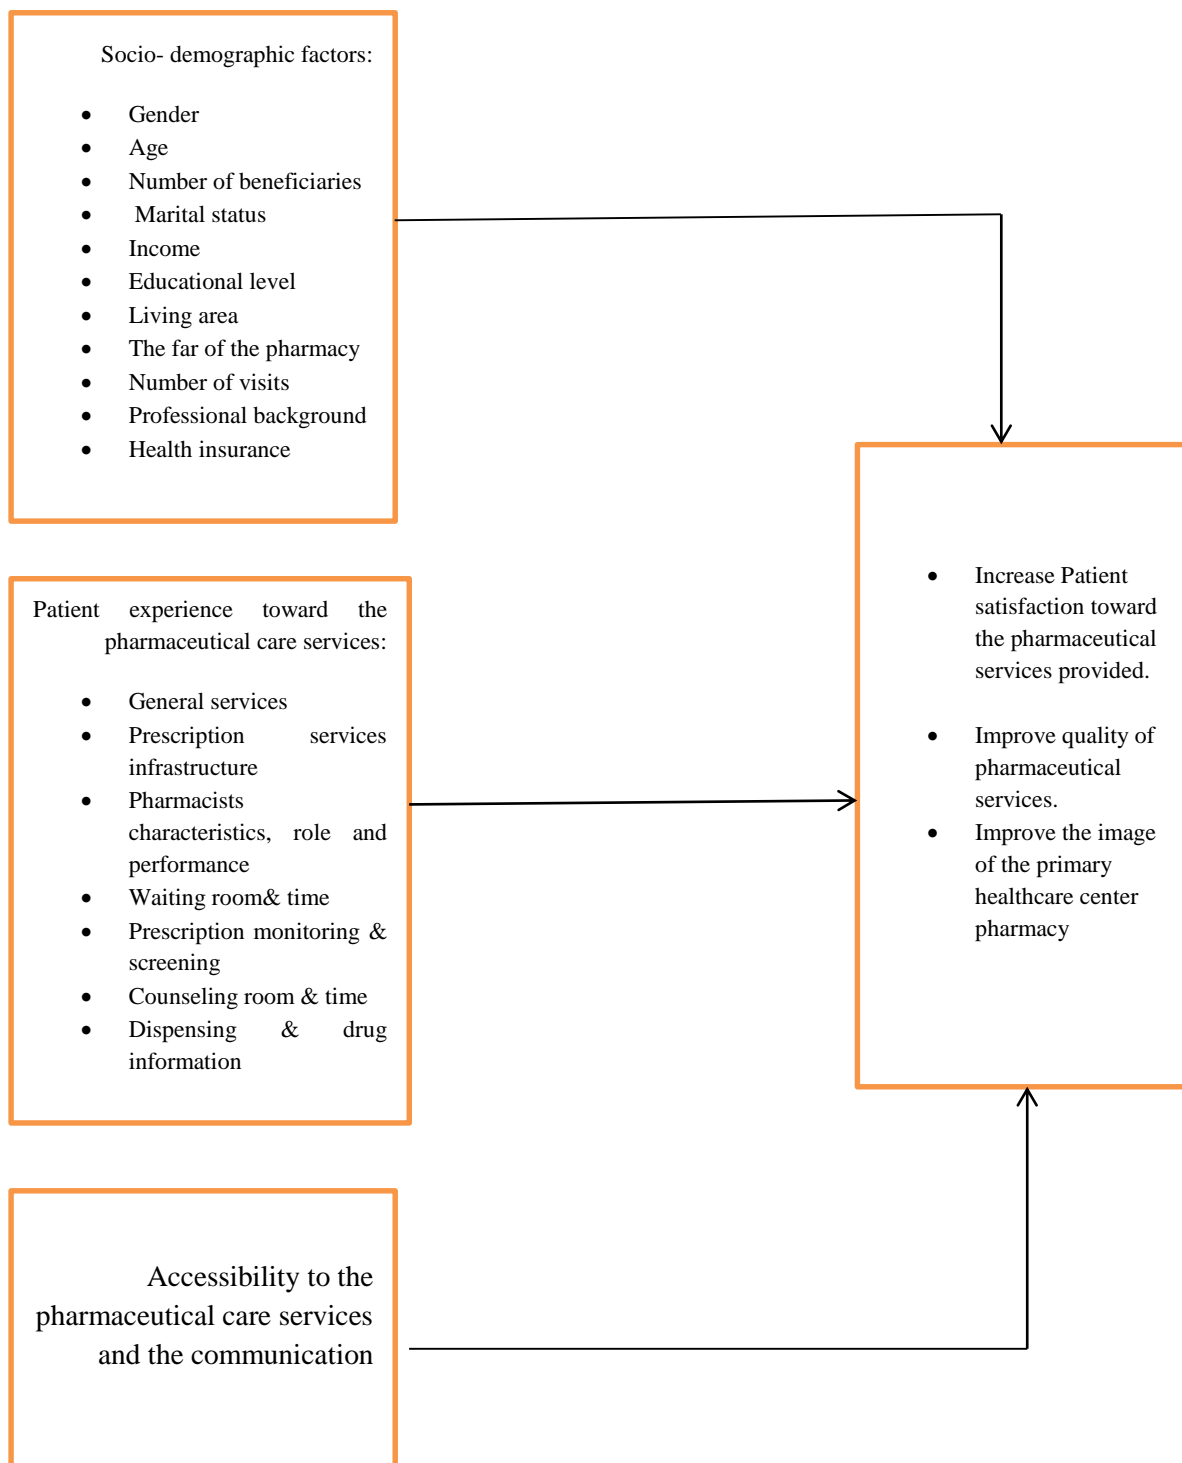 Socio- demographic factors:
• Gender
• Age
• Number of beneficiaries
• Marital status
• Income
• Educational level
• Living area
• The far of the pharmacy
• Number of visits
• Professional background
• Health insurance
Patient experience toward the
pharmaceutical care services:
• General services
• Prescription services
infrastructure
• Pharmacists
characteristics, role and
performance
• Waiting room& time
• Prescription monitoring &
screening
• Counseling room & time
• Dispensing & drug
information
Accessibility to the
pharmaceutical care services
and the communication
• Increase Patient
satisfaction toward
the pharmaceutical
services provided.
• Improve quality of
pharmaceutical
services.
• Improve the image
of the primary
healthcare center
pharmacy